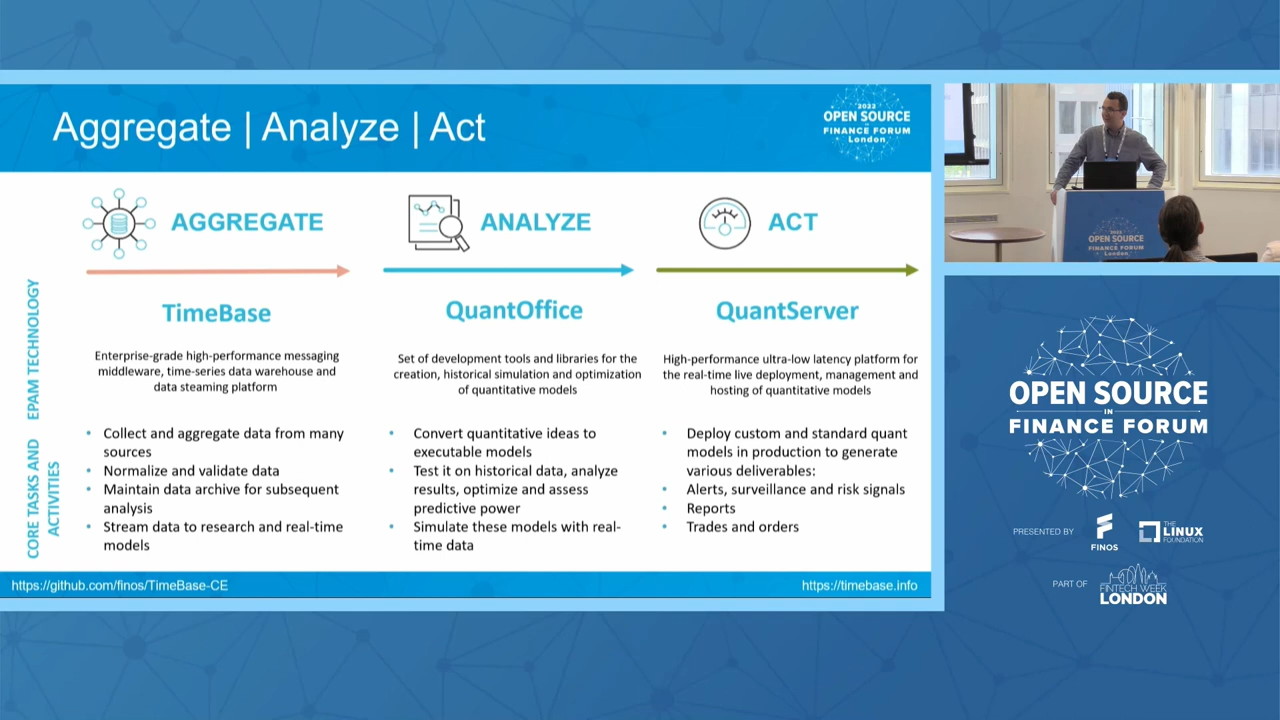 Aggregate | Analyze | Act
2022
OPEN SOURCE
IN
FINANCE FORUM
London
AGGREGATE
ANALYZE
ACT
EPAM TECHNOLOGY
TimeBase
QuantOffice
QuantServer
Enterprise-grade high-performance messaging
middleware, time-series data warehouse and
data steaming platform
Set of development tools and libraries for the
creation, historical simulation and optimization
of quantitative models
High-performance ultra-low latency platform for
the real-time live deployment, management and
hosting of quantitative models
CORE TASKS AND
ACTIVITIES
• Collect and aggregate data from many
sources
• Normalize and validate data
• Maintain data archive for subsequent
analysis
• Stream data to research and real-time
models
• Convert quantitative ideas to
executable models
• Test it on historical data, analyze
results, optimize and assess
predictive power
• Simulate these models with real-
time data
• Deploy custom and standard quant
models in production to generate
various deliverables:
• Alerts, surveillance and risk signals
• Reports
• Trades and orders
https://github.com/finos/TimeBase-CE
https://timebase.info
2022
OPEN SOURCE
FINANCE FORUM
London
OPEN SOURCE
IN
FINANCE FORUM
PRESENTED BY
FINOS
THE
LINUX
FOUNDATION
PART OF
FINTECH WEEK
LONDON